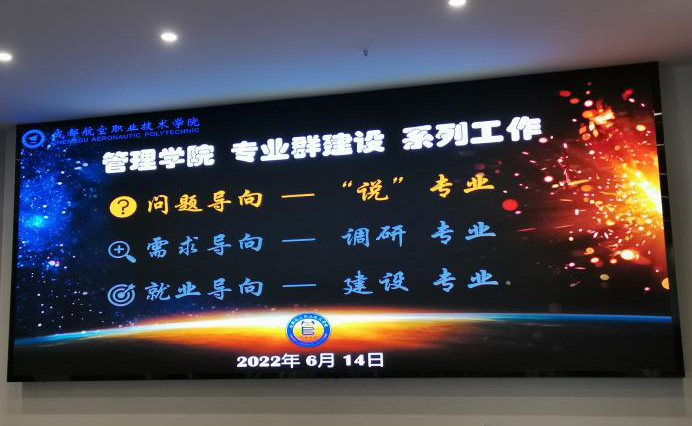 成都航空职业技术学院
CHENGDU AERONAUTIC POLYTECHNIC
管理学院 专业群建设 系列工作
? 问题导向 — “说” 专业
需求导向 — 调研 专业
就业导向 — 建设 专业
2022年 6月 14日